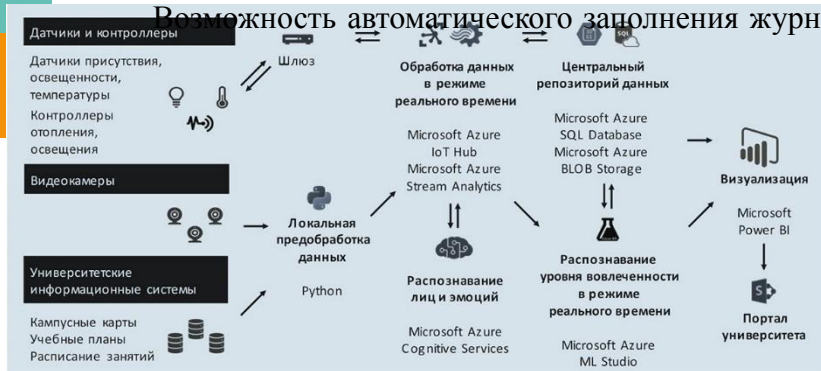 Возможность автоматического заполнения журн
Датчики и контроллеры
Датчики присутствия,
освещенности,
температуры
Контроллеры
отопления,
освещения
Видеокамеры
Университетские
информационные системы
Кампусные карты
Учебные планы
Расписание занятий
Шлюз
Локальная
предобработка
данных
Python
Обработка данных
в режиме
реального времени
Microsoft Azure
IoT Hub
Microsoft Azure
Stream Analytics
Распознавание
лиц и эмоций
Microsoft Azure
Cognitive Services
SQL
Центральный
репозиторий данных
Microsoft Azure
SQL Database
Microsoft Azure
BLOB Storage
Распознавание
уровня вовлеченности
в режиме
реального времени
Microsoft Azure
ML Studio
Визуализация
Microsoft
Power BI
S
Портал
университета